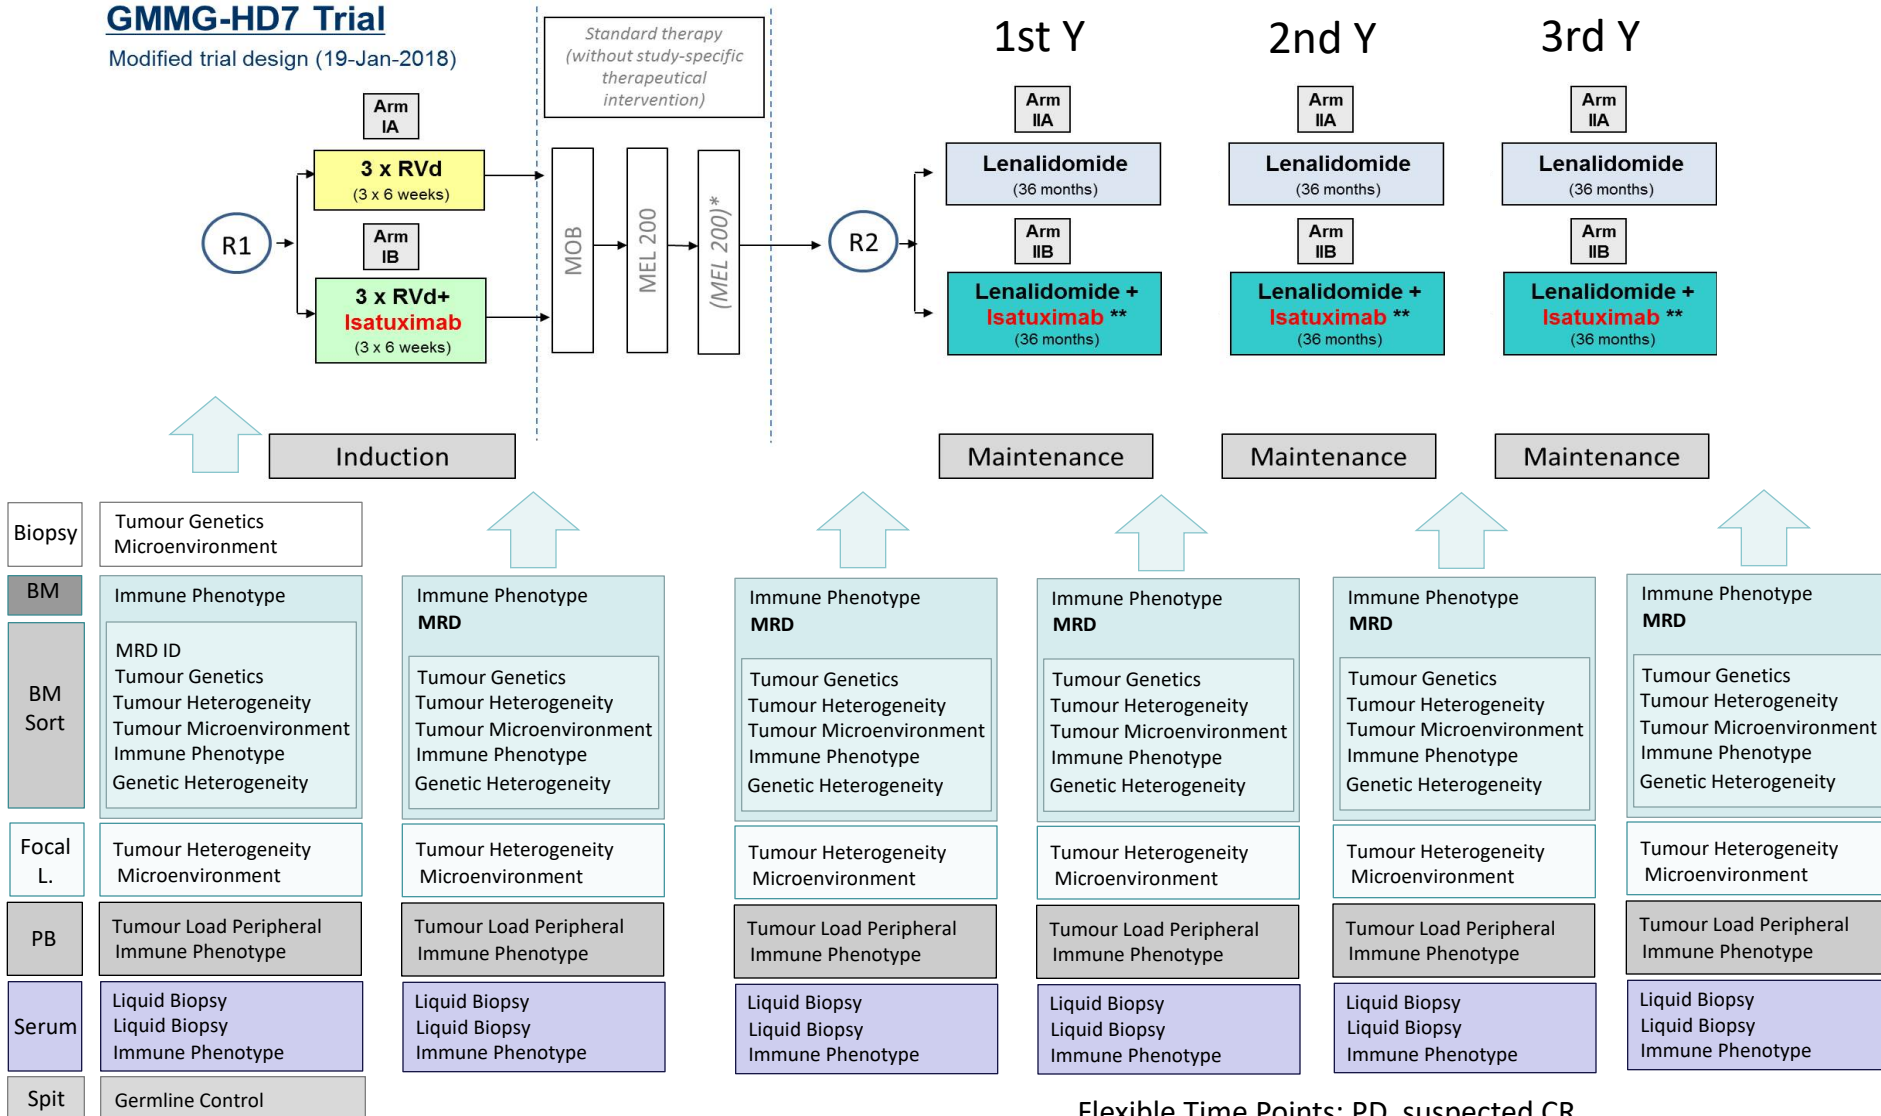 GMMG-HD7 Trial
Modified trial design (19-Jan-2018)
Standard therapy
(without study-specific
therapeutical
intervention)
1st Y
2nd Y
3rd Y
Arm
IA
3 x RVd
(3 x 6 weeks)
R1
Arm
IB
3 x RVd+
Isatuximab
(3 x 6 weeks)
MOB
MEL 200
(MEL 200)*
R2
Arm
IIA
Lenalidomide
(36 months)
Arm
IIB
Lenalidomide +
Isatuximab **
(36 months)
Arm
IIA
Lenalidomide
(36 months)
Arm
IIB
Lenalidomide +
Isatuximab **
(36 months)
Arm
IIA
Lenalidomide
(36 months)
Arm
IIB
Lenalidomide +
Isatuximab **
(36 months)
Induction
Maintenance
Maintenance
Maintenance
Biopsy
Tumour Genetics
Microenvironment
BM
Immune Phenotype
BM
Sort
MRD ID
Tumour Genetics
Tumour Heterogeneity
Tumour Microenvironment
Immune Phenotype
Genetic Heterogeneity
Focal
L.
Tumour Heterogeneity
Microenvironment
PB
Tumour Load Peripheral
Immune Phenotype
Serum
Liquid Biopsy
Liquid Biopsy
Immune Phenotype
Spit
Germline Control
Immune Phenotype
MRD
Tumour Genetics
Tumour Heterogeneity
Tumour Microenvironment
Immune Phenotype
Genetic Heterogeneity
Tumour Heterogeneity
Microenvironment
Tumour Load Peripheral
Immune Phenotype
Liquid Biopsy
Liquid Biopsy
Immune Phenotype
Immune Phenotype
MRD
Tumour Genetics
Tumour Heterogeneity
Tumour Microenvironment
Immune Phenotype
Genetic Heterogeneity
Tumour Heterogeneity
Microenvironment
Tumour Load Peripheral
Immune Phenotype
Liquid Biopsy
Liquid Biopsy
Immune Phenotype
Immune Phenotype
MRD
Tumour Genetics
Tumour Heterogeneity
Tumour Microenvironment
Immune Phenotype
Genetic Heterogeneity
Tumour Heterogeneity
Microenvironment
Tumour Load Peripheral
Immune Phenotype
Liquid Biopsy
Liquid Biopsy
Immune Phenotype
Immune Phenotype
MRD
Tumour Genetics
Tumour Heterogeneity
Tumour Microenvironment
Immune Phenotype
Genetic Heterogeneity
Tumour Heterogeneity
Microenvironment
Tumour Load Peripheral
Immune Phenotype
Liquid Biopsy
Liquid Biopsy
Immune Phenotype
Immune Phenotype
MRD
Tumour Genetics
Tumour Heterogeneity
Tumour Microenvironment
Immune Phenotype
Genetic Heterogeneity
Tumour Heterogeneity
Microenvironment
Tumour Load Peripheral
Immune Phenotype
Liquid Biopsy
Liquid Biopsy
Immune Phenotype
Flexible Time Points: PD, suspected CR